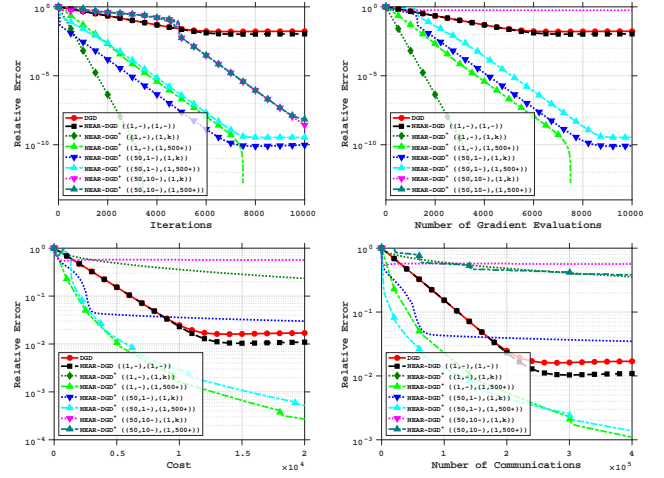 10^0
10^-5
10^-10
Relative Error
DGD
NEAR-DGD ((1,-),(1,-))
NEAR-DGD^+ ((1,-),(1,k))
NEAR-DGD^+ ((1,-),(1,500+))
NEAR-DGD^+ ((50,1-),(1,k))
NEAR-DGD^+ ((50,1-),(1,500+))
NEAR-DGD^+ ((50,10-),(1,k))
NEAR-DGD^+ ((50,10-),(1,500+))
0 2000 4000 6000 8000 10000
Iterations
10^0
10^-5
10^-10
Relative Error
DGD
NEAR-DGD ((1,-),(1,-))
NEAR-DGD^+ ((1,-),(1,k))
NEAR-DGD^+ ((1,-),(1,500+))
NEAR-DGD^+ ((50,1-),(1,k))
NEAR-DGD^+ ((50,1-),(1,500+))
NEAR-DGD^+ ((50,10-),(1,k))
NEAR-DGD^+ ((50,10-),(1,500+))
0 2000 4000 6000 8000 10000
Number of Gradient Evaluations
10^0
10^-1
10^-2
10^-3
10^-4
Relative Error
DGD
NEAR-DGD ((1,-),(1,-))
NEAR-DGD^+ ((1,-),(1,k))
NEAR-DGD^+ ((1,-),(1,500+))
NEAR-DGD^+ ((50,1-),(1,k))
NEAR-DGD^+ ((50,1-),(1,500+))
NEAR-DGD^+ ((50,10-),(1,k))
NEAR-DGD^+ ((50,10-),(1,500+))
0 0.5 1 1.5 2
Cost ×10^4
10^0
10^-1
10^-2
10^-3
Relative Error
DGD
NEAR-DGD ((1,-),(1,-))
NEAR-DGD^+ ((1,-),(1,k))
NEAR-DGD^+ ((1,-),(1,500+))
NEAR-DGD^+ ((50,1-),(1,k))
NEAR-DGD^+ ((50,1-),(1,500+))
NEAR-DGD^+ ((50,10-),(1,k))
NEAR-DGD^+ ((50,10-),(1,500+))
0 1 2 3 4
Number of Communications ×10^5